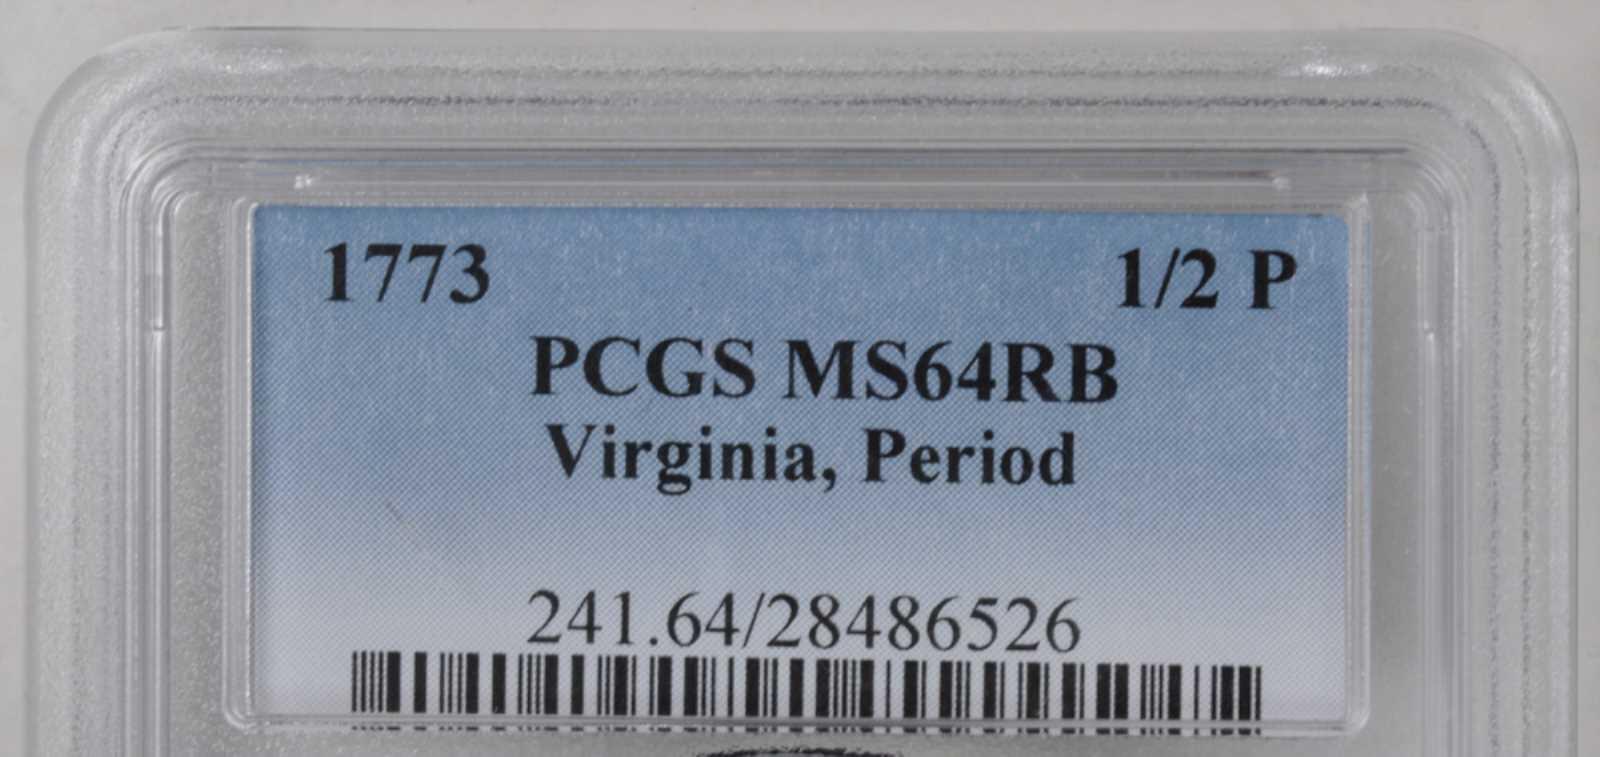 1773 1/2 P
PCGS MS64RB
Virginia, Period
241.64/28486526